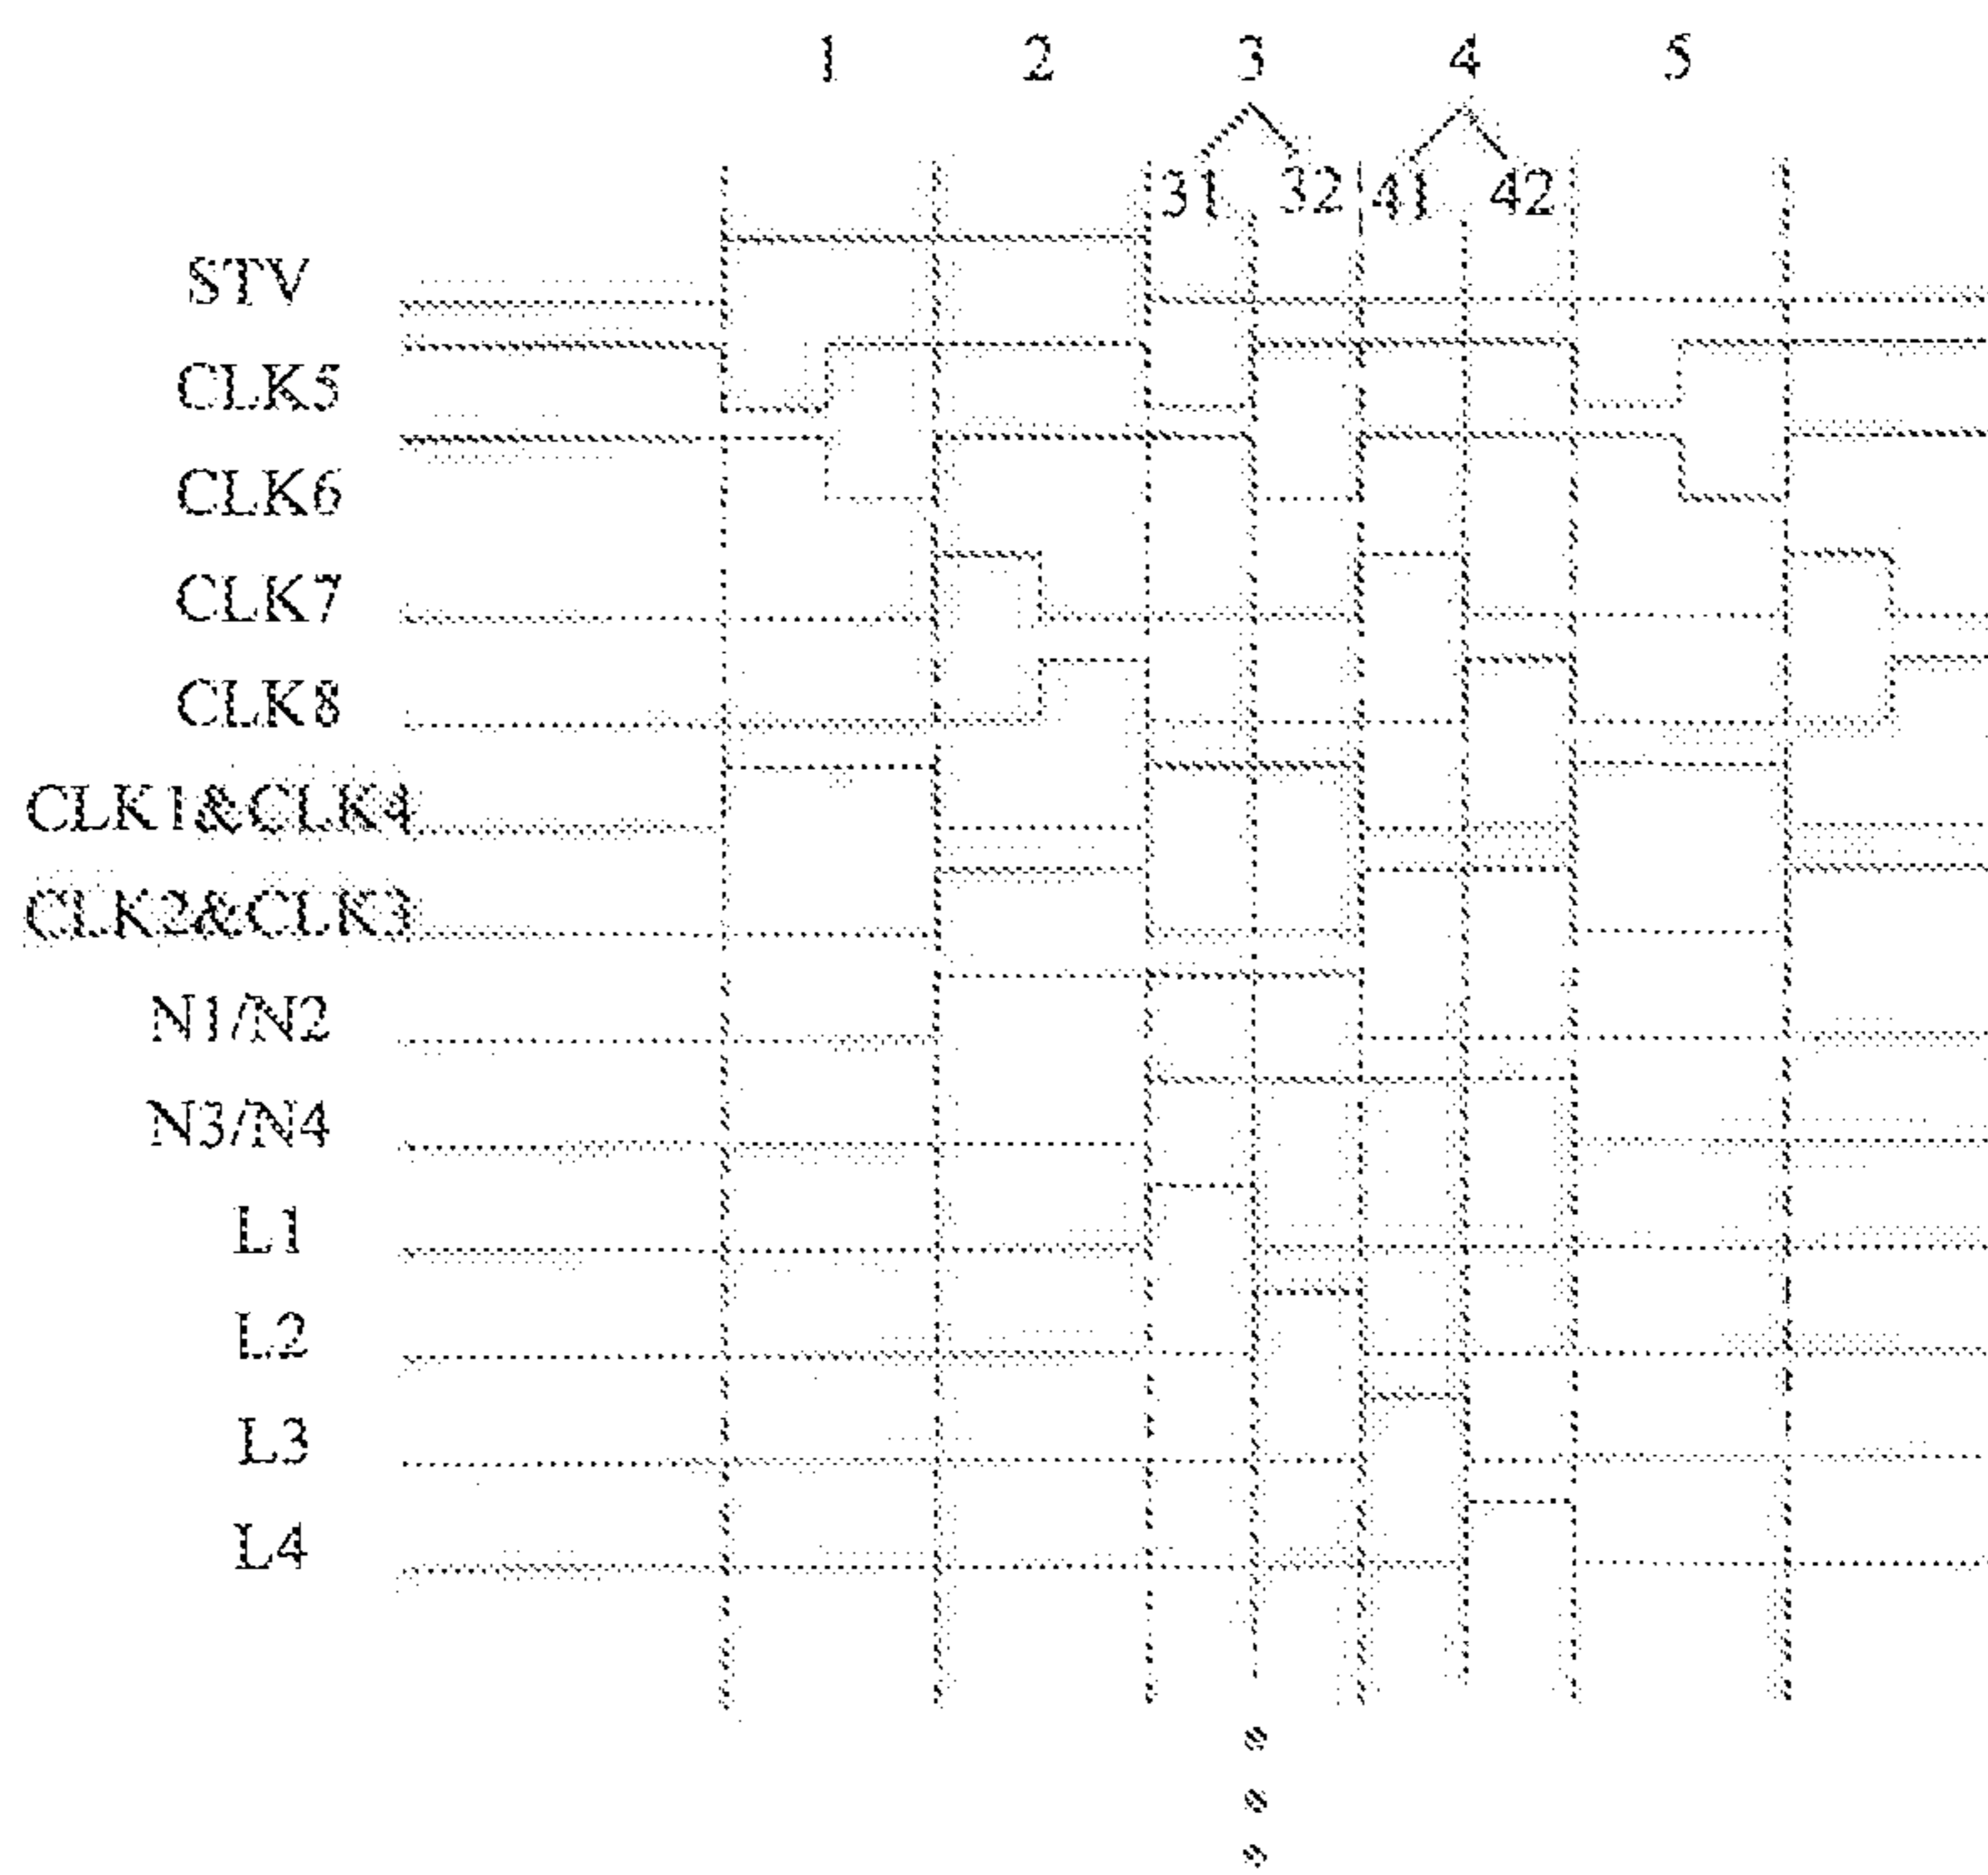 1 2 3 4 5
31 32 41 42
STV
CLK5
CLK6
CLK7
CLK8
CLK1&CLK4
CLK2&CLK3
N1/N2
N3/N4
L1
L2
L3
L4